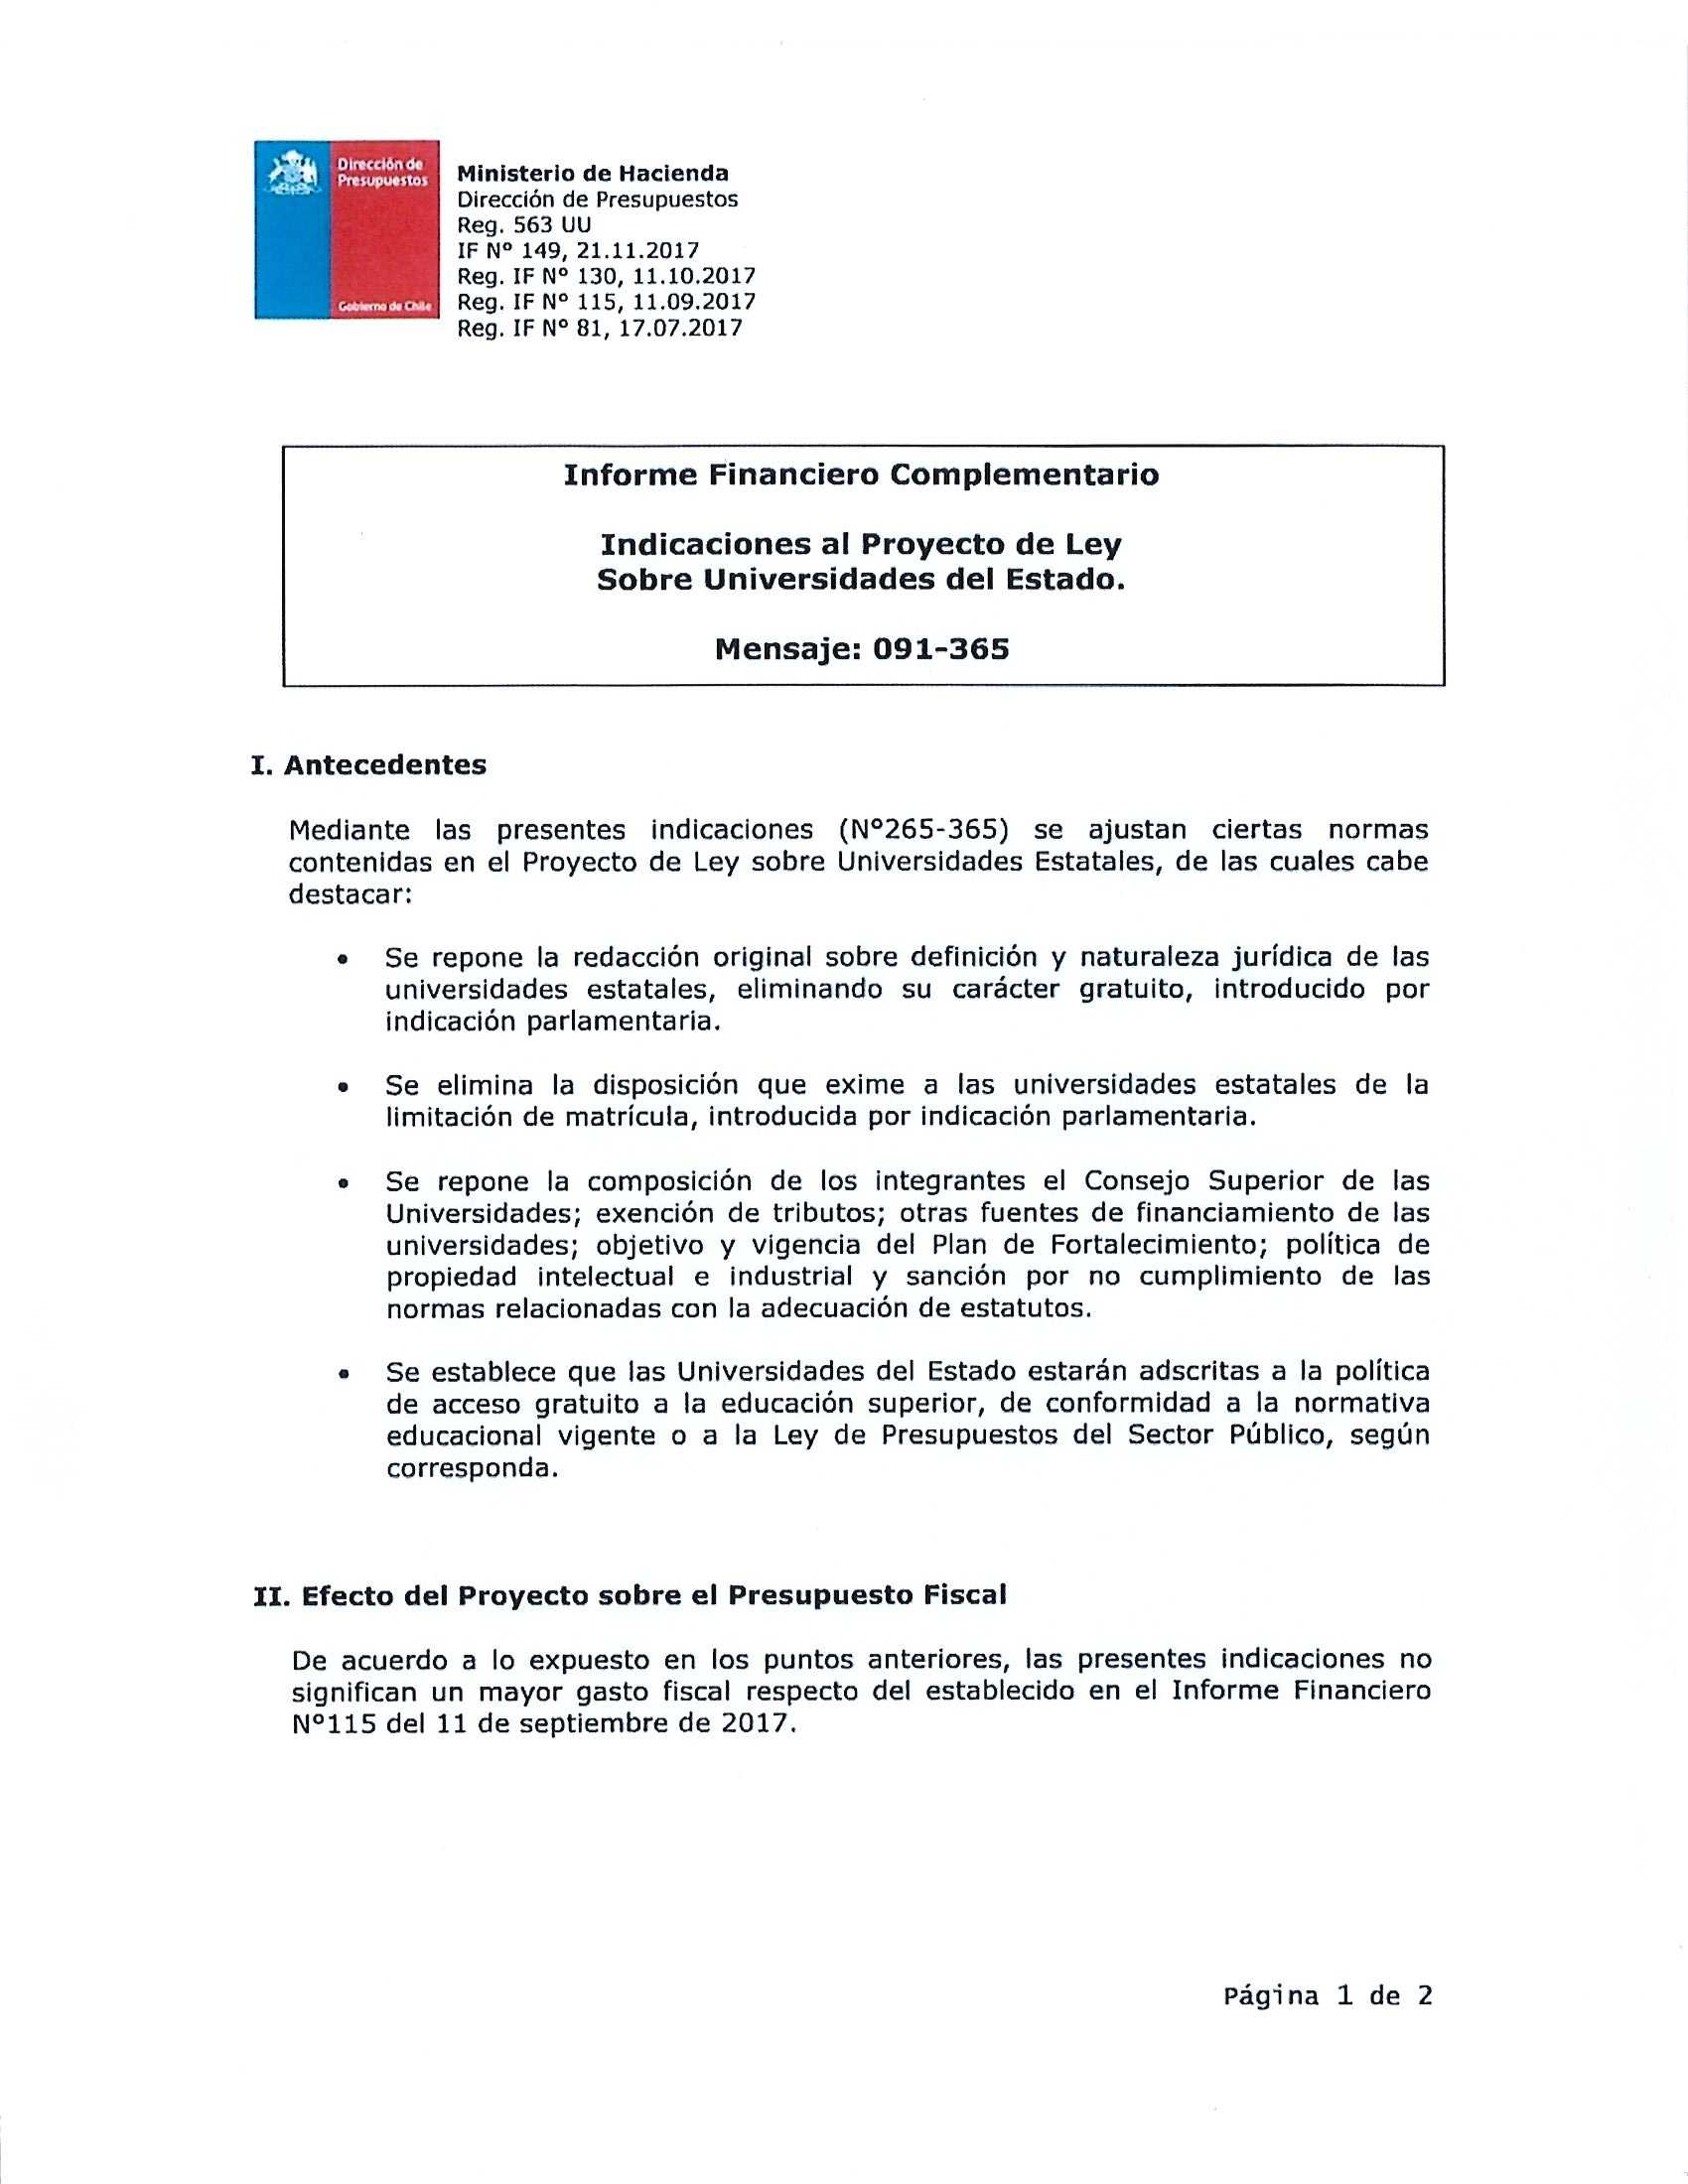 Dirección de
Presupuestos
Gobierno de Chile
Ministerio de Hacienda
Dirección de Presupuestos
Reg. 563 UU
IF Nº 149, 21.11.2017
Reg. IF Nº 130, 11.10.2017
Reg. IF Nº 115, 11.09.2017
Reg. IF Nº 81, 17.07.2017
Informe Financiero Complementario
Indicaciones al Proyecto de Ley
Sobre Universidades del Estado.
Mensaje: 091-365
I. Antecedentes
Mediante las presentes indicaciones (Nº265-365) se ajustan ciertas normas
contenidas en el Proyecto de Ley sobre Universidades Estatales, de las cuales cabe
destacar:
• Se repone la redacción original sobre definición y naturaleza jurídica de las
universidades estatales, eliminando su carácter gratuito, introducido por
indicación parlamentaria.
• Se elimina la disposición que exime a las universidades estatales de la
limitación de matrícula, introducida por indicación parlamentaria.
• Se repone la composición de los integrantes el Consejo Superior de las
Universidades; exención de tributos; otras fuentes de financiamiento de las
universidades; objetivo y vigencia del Plan de Fortalecimiento; política de
propiedad intelectual e industrial y sanción por no cumplimiento de las
normas relacionadas con la adecuación de estatutos.
• Se establece que las Universidades del Estado estarán adscritas a la política
de acceso gratuito a la educación superior, de conformidad a la normativa
educacional vigente o a la Ley de Presupuestos del Sector Público, según
corresponda.
II. Efecto del Proyecto sobre el Presupuesto Fiscal
De acuerdo a lo expuesto en los puntos anteriores, las presentes indicaciones no
significan un mayor gasto fiscal respecto del establecido en el Informe Financiero
Nº115 del 11 de septiembre de 2017.
Página 1 de 2